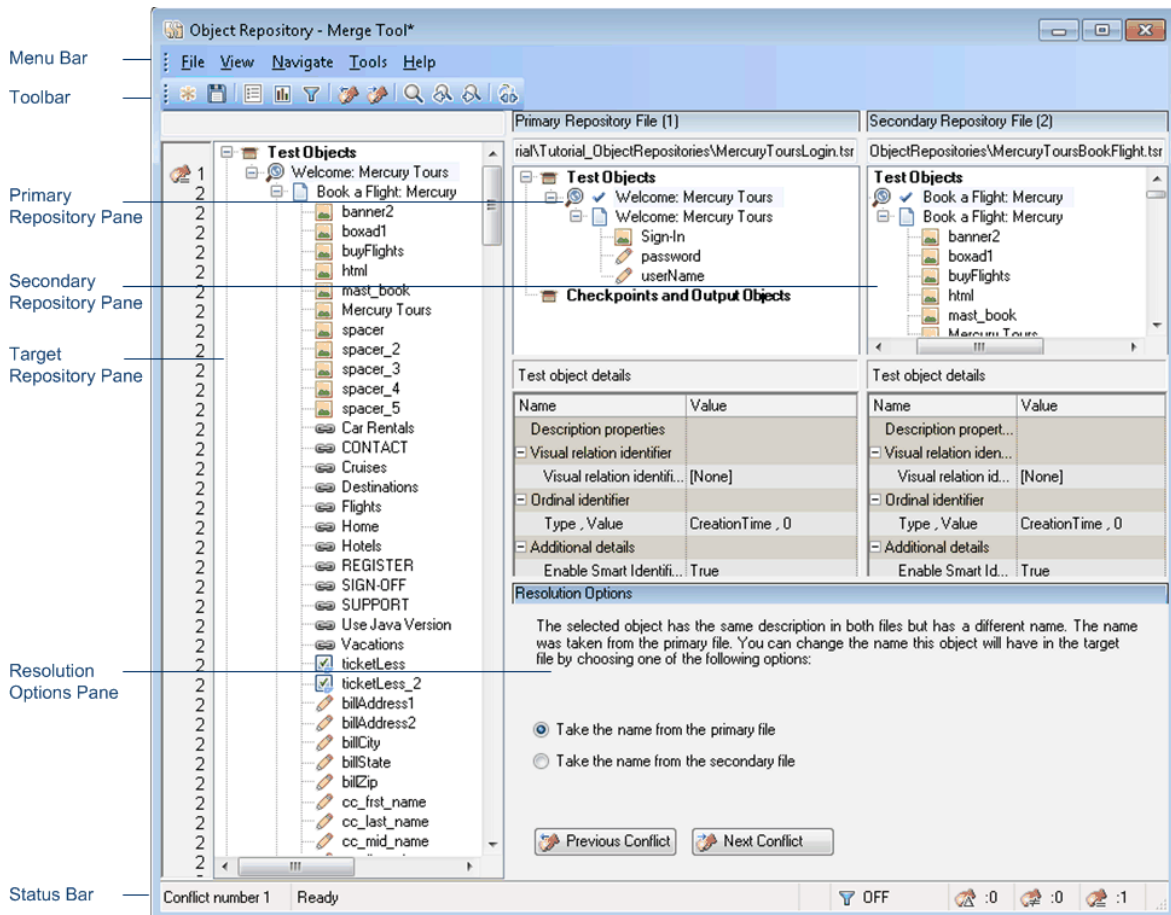 Object Repository - Merge Tool*
Menu Bar
File View Navigate Tools Help
Toolbar
Primary Repository File (1)
Secondary Repository File (2)
rial\Tutorial_ObjectRepositories\MercuryToursLogin.tsr
ObjectRepositories\MercuryToursBookFlight.tsr
Primary
Repository Pane
Secondary
Repository Pane
Target
Repository Pane
Resolution
Options Pane
Test Objects
1 Welcome: Mercury Tours
2 Book a Flight: Mercury
2 banner2
2 boxad1
2 buyFlights
2 html
2 mast_book
2 Mercury Tours
2 spacer
2 spacer_2
2 spacer_3
2 spacer_4
2 spacer_5
2 Car Rentals
2 CONTACT
2 Cruises
2 Destinations
2 Flights
2 Home
2 Hotels
2 REGISTER
2 SIGN-OFF
2 SUPPORT
2 Use Java Version
2 Vacations
2 ticketLess
2 ticketLess_2
2 billAddress1
2 billAddress2
2 billCity
2 billState
2 billZip
2 cc_frst_name
2 cc_last_name
2 cc_mid_name
2
Test Objects
Welcome: Mercury Tours
Welcome: Mercury Tours
Sign-In
password
userName
Checkpoints and Output Objects
Test Objects
Book a Flight: Mercury
Book a Flight: Mercury
banner2
boxad1
buyFlights
html
mast_book
Mercury Tours
Test object details
Name Value
Description properties
Visual relation identifier
Visual relation identifi... [None]
Ordinal identifier
Type , Value CreationTime , 0
Additional details
Enable Smart Identifi... True
Test object details
Name Value
Description propert...
Visual relation iden...
Visual relation id... [None]
Ordinal identifier
Type , Value CreationTime , 0
Additional details
Enable Smart Id... True
Resolution Options
The selected object has the same description in both files but has a different name. The name
was taken from the primary file. You can change the name this object will have in the target
file by choosing one of the following options:
Take the name from the primary file
Take the name from the secondary file
Previous Conflict
Next Conflict
Status Bar
Conflict number 1 Ready OFF :0 :0 :1